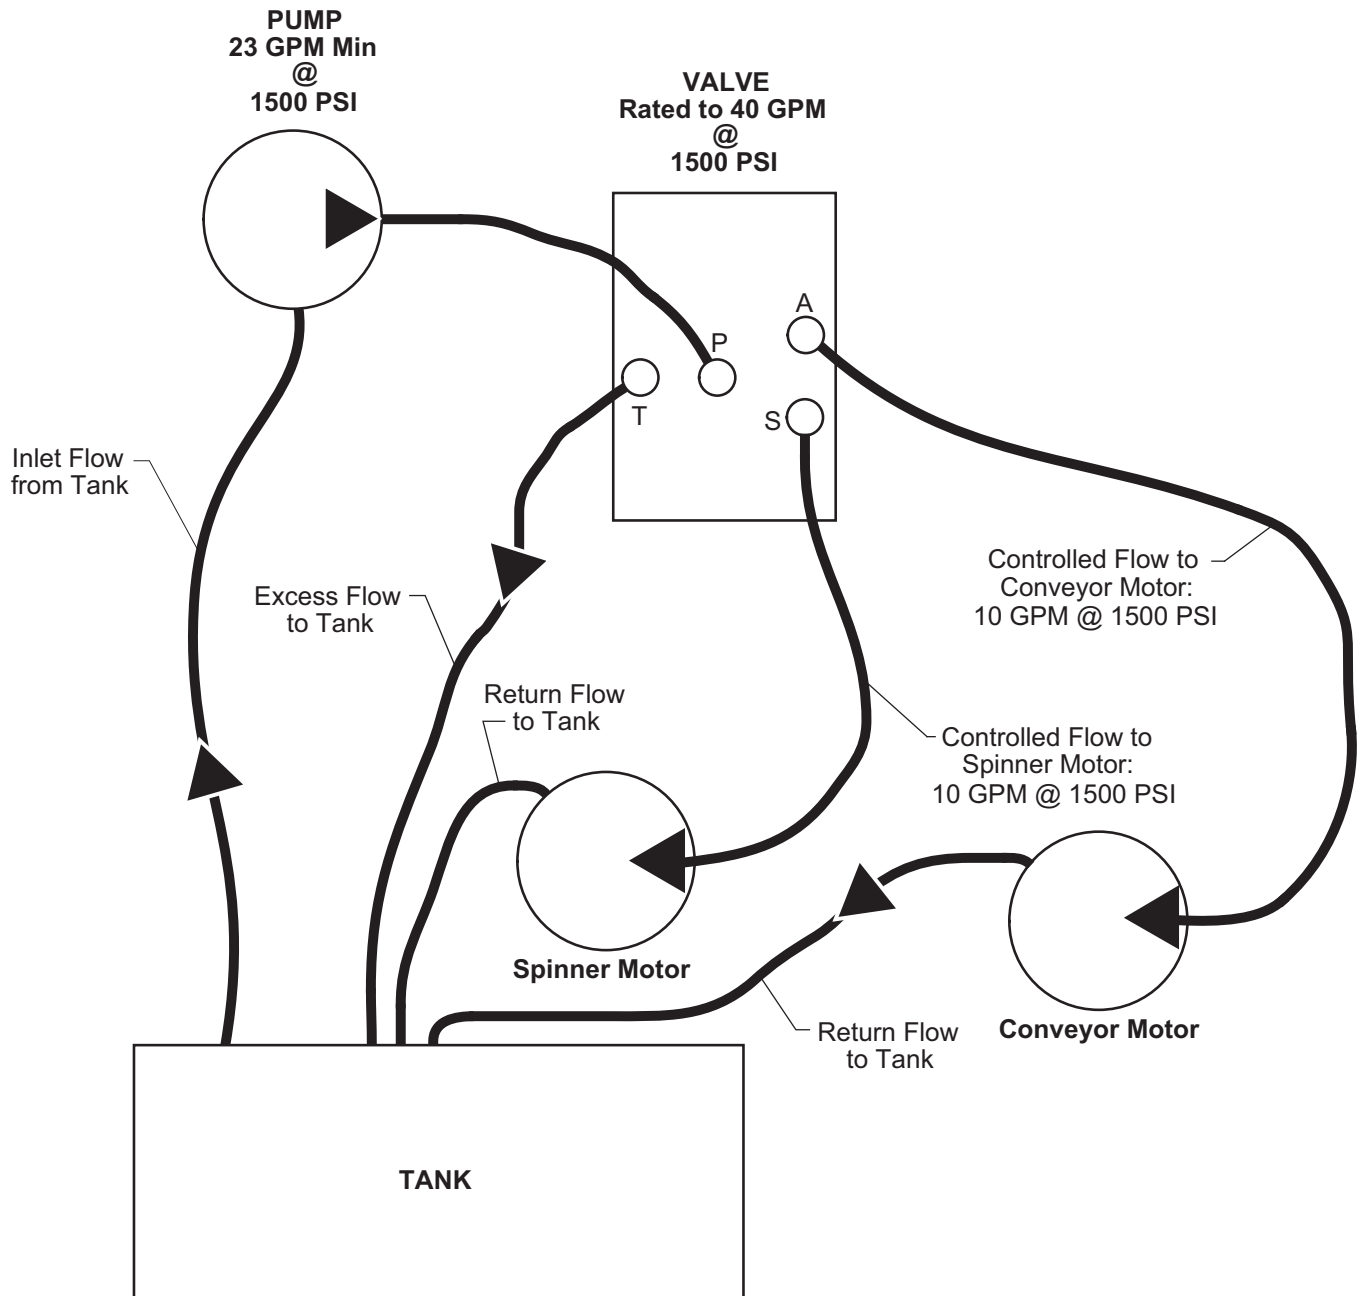 PUMP
23 GPM Min
@
1500 PSI
VALVE
Rated to 40 GPM
@
1500 PSI
A
P
T
S
Inlet Flow
from Tank
Excess Flow
to Tank
Controlled Flow to
Conveyor Motor:
10 GPM @ 1500 PSI
Return Flow
to Tank
Controlled Flow to
Spinner Motor:
10 GPM @ 1500 PSI
Spinner Motor
Conveyor Motor
Return Flow
to Tank
TANK